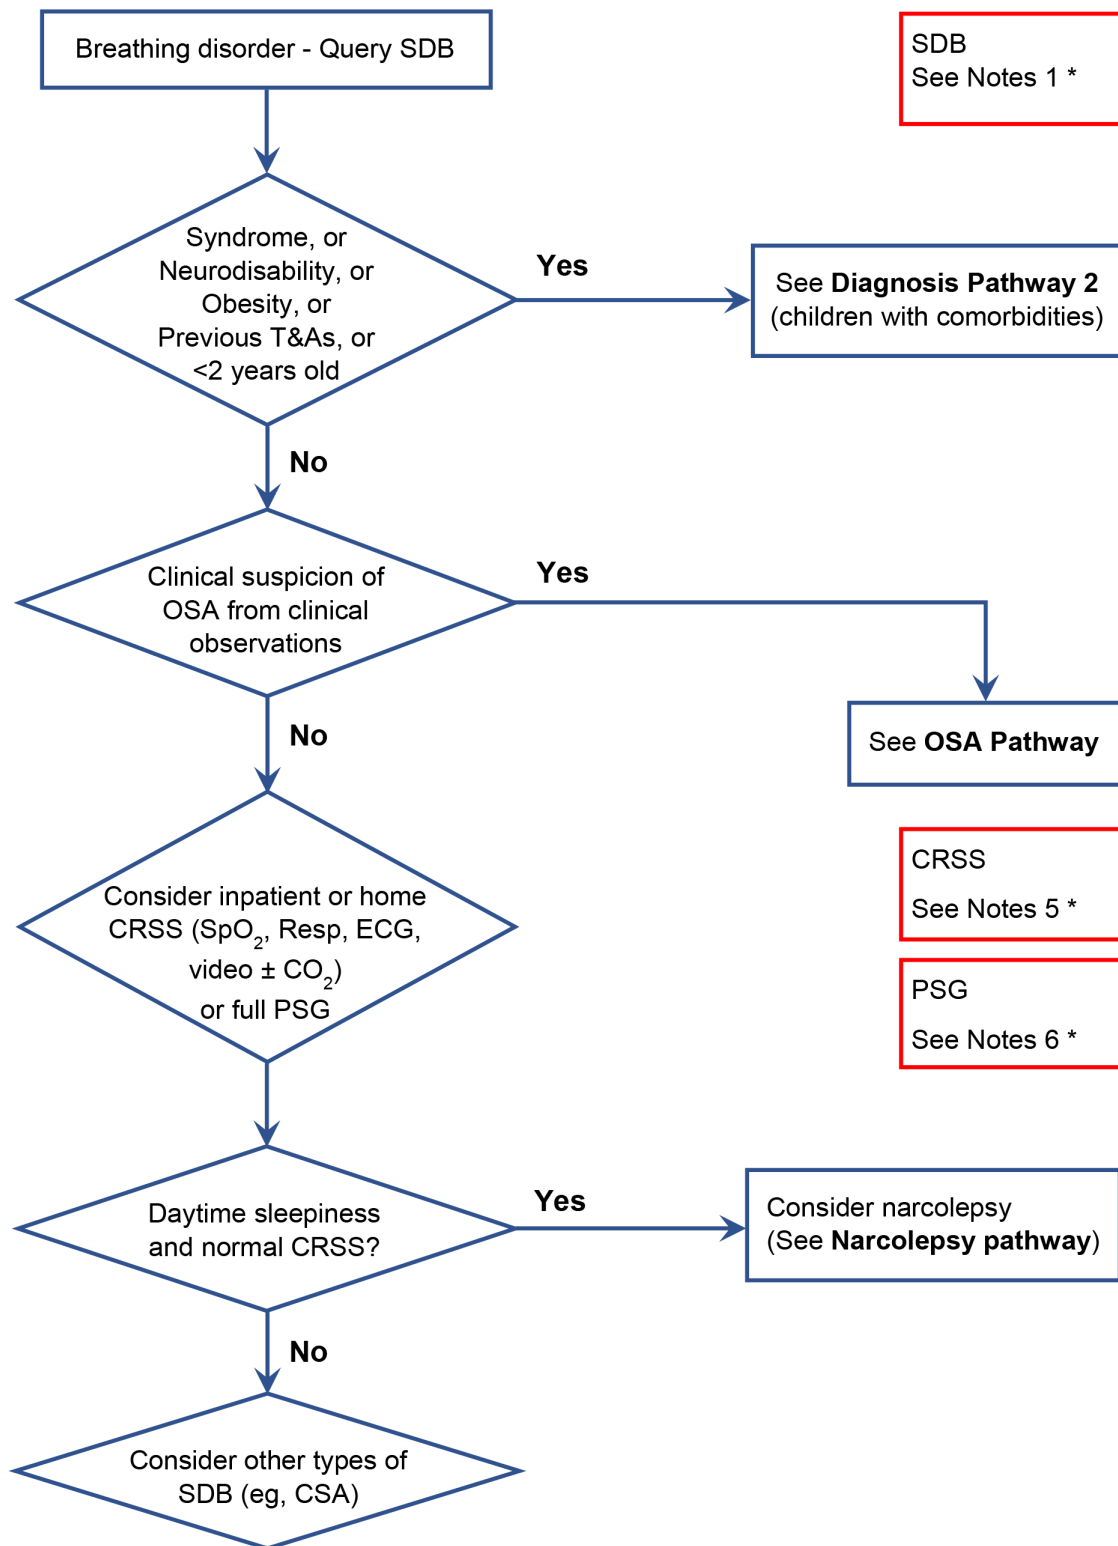 Breathing disorder - Query SDB
SDB
See Notes 1 *
Syndrome, or
Neurodisability, or
Obesity, or
Previous T&As, or
<2 years old
Yes
See Diagnosis Pathway 2
(children with comorbidities)
No
Clinical suspicion of
OSA from clinical
observations
Yes
See OSA Pathway
No
Consider inpatient or home
CRSS (SpO2, Resp, ECG,
video ± CO2)
or full PSG
CRSS
See Notes 5 *
PSG
See Notes 6 *
Daytime sleepiness
and normal CRSS?
Yes
Consider narcolepsy
(See Narcolepsy pathway)
No
Consider other types of
SDB (eg, CSA)